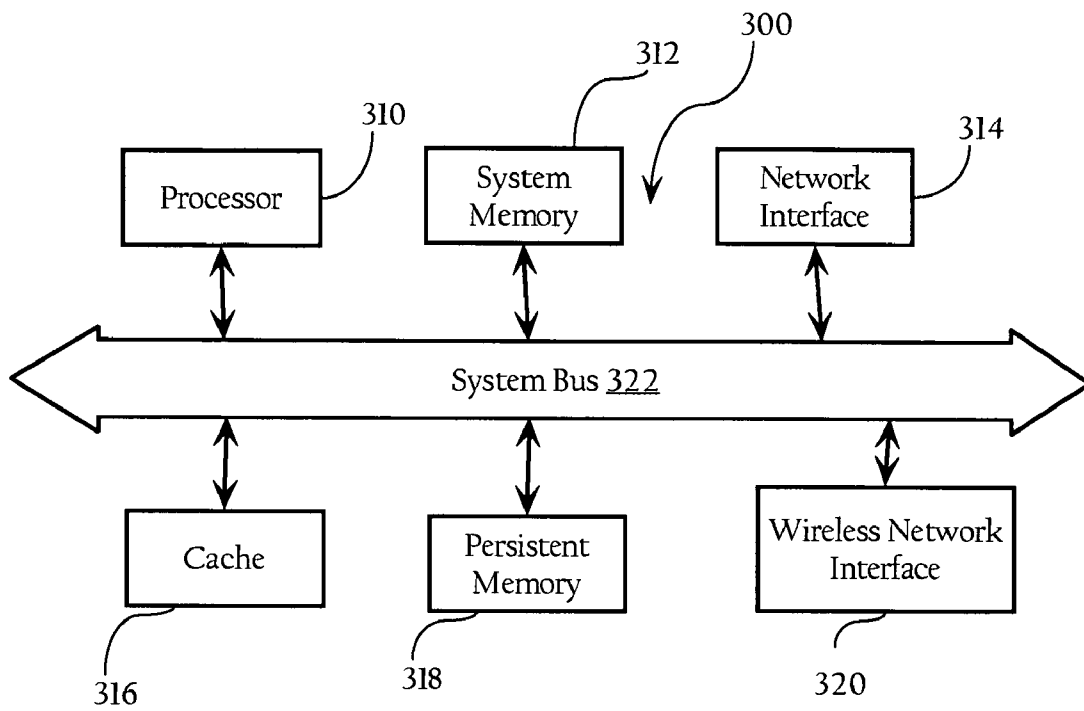 300
312
310
314
Processor
System
Memory
Network
Interface
System Bus 322
Cache
Persistent
Memory
Wireless Network
Interface
316
318
320